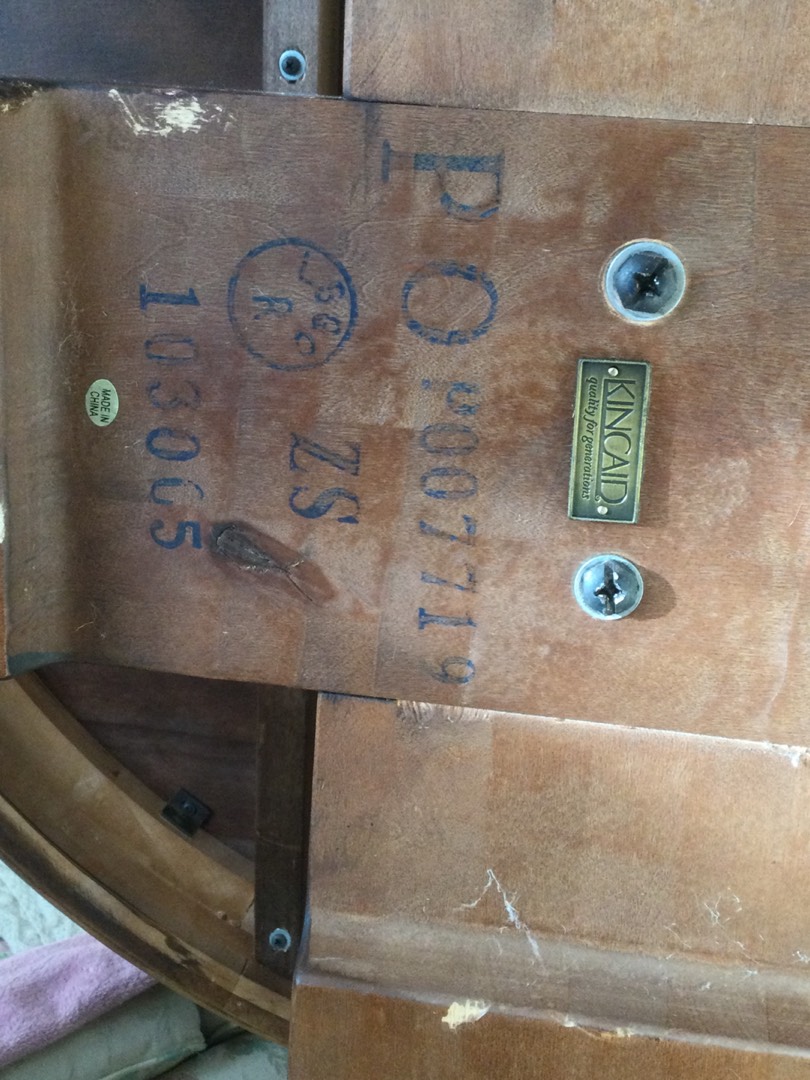 KINCAID
quality for generations
PO:0007719
ZS
R
103065
MADE IN
CHINA